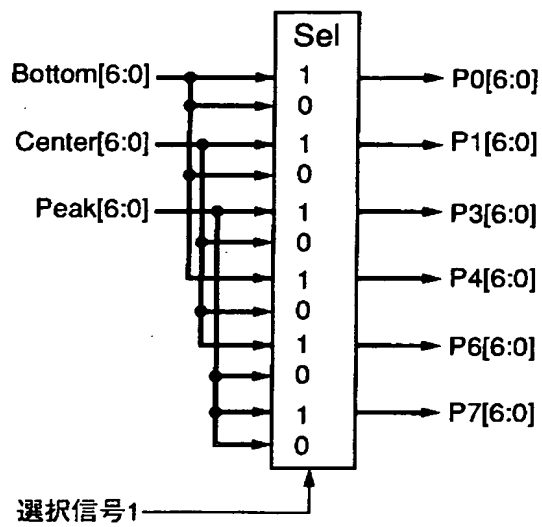 Sel
Bottom[6:0] 1 P0[6:0]
0
Center[6:0] 1 P1[6:0]
0
Peak[6:0] 1 P3[6:0]
0
1 P4[6:0]
0
1 P6[6:0]
0
1 P7[6:0]
0
選択信号1